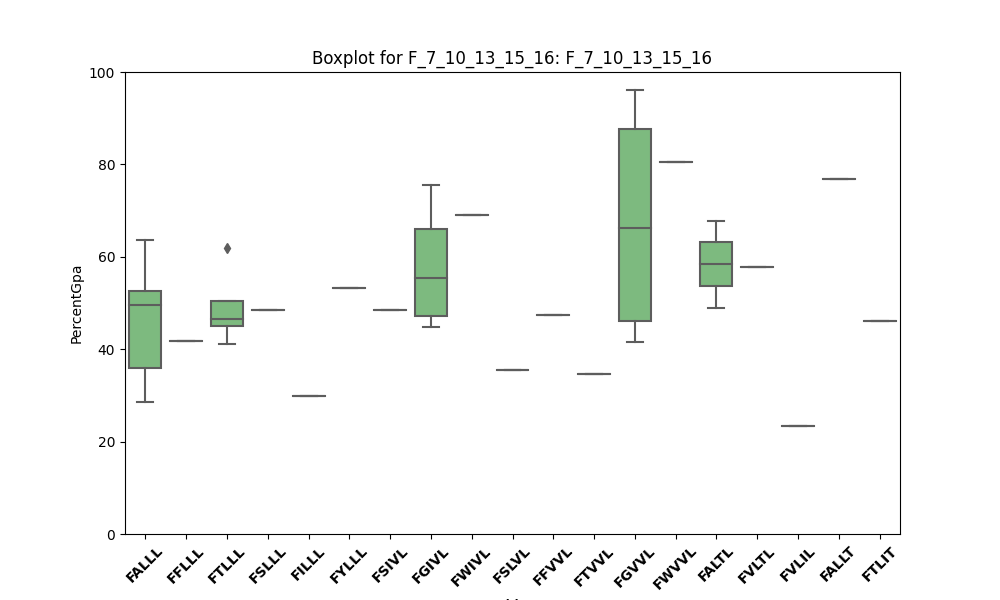 Boxplot for F_7_10_13_15_16: F_7_10_13_15_16
100
80
60
40
20
0
PercentGpa
FALLL
FFLLL
FTLLL
FSLLL
FILLL
FYLLL
FSIVL
FGIVL
FWIVL
FSLVL
FFVVL
FTVVL
FGVVL
FWVVL
FALTL
FVLTL
FVLIL
FALLT
FTLIT